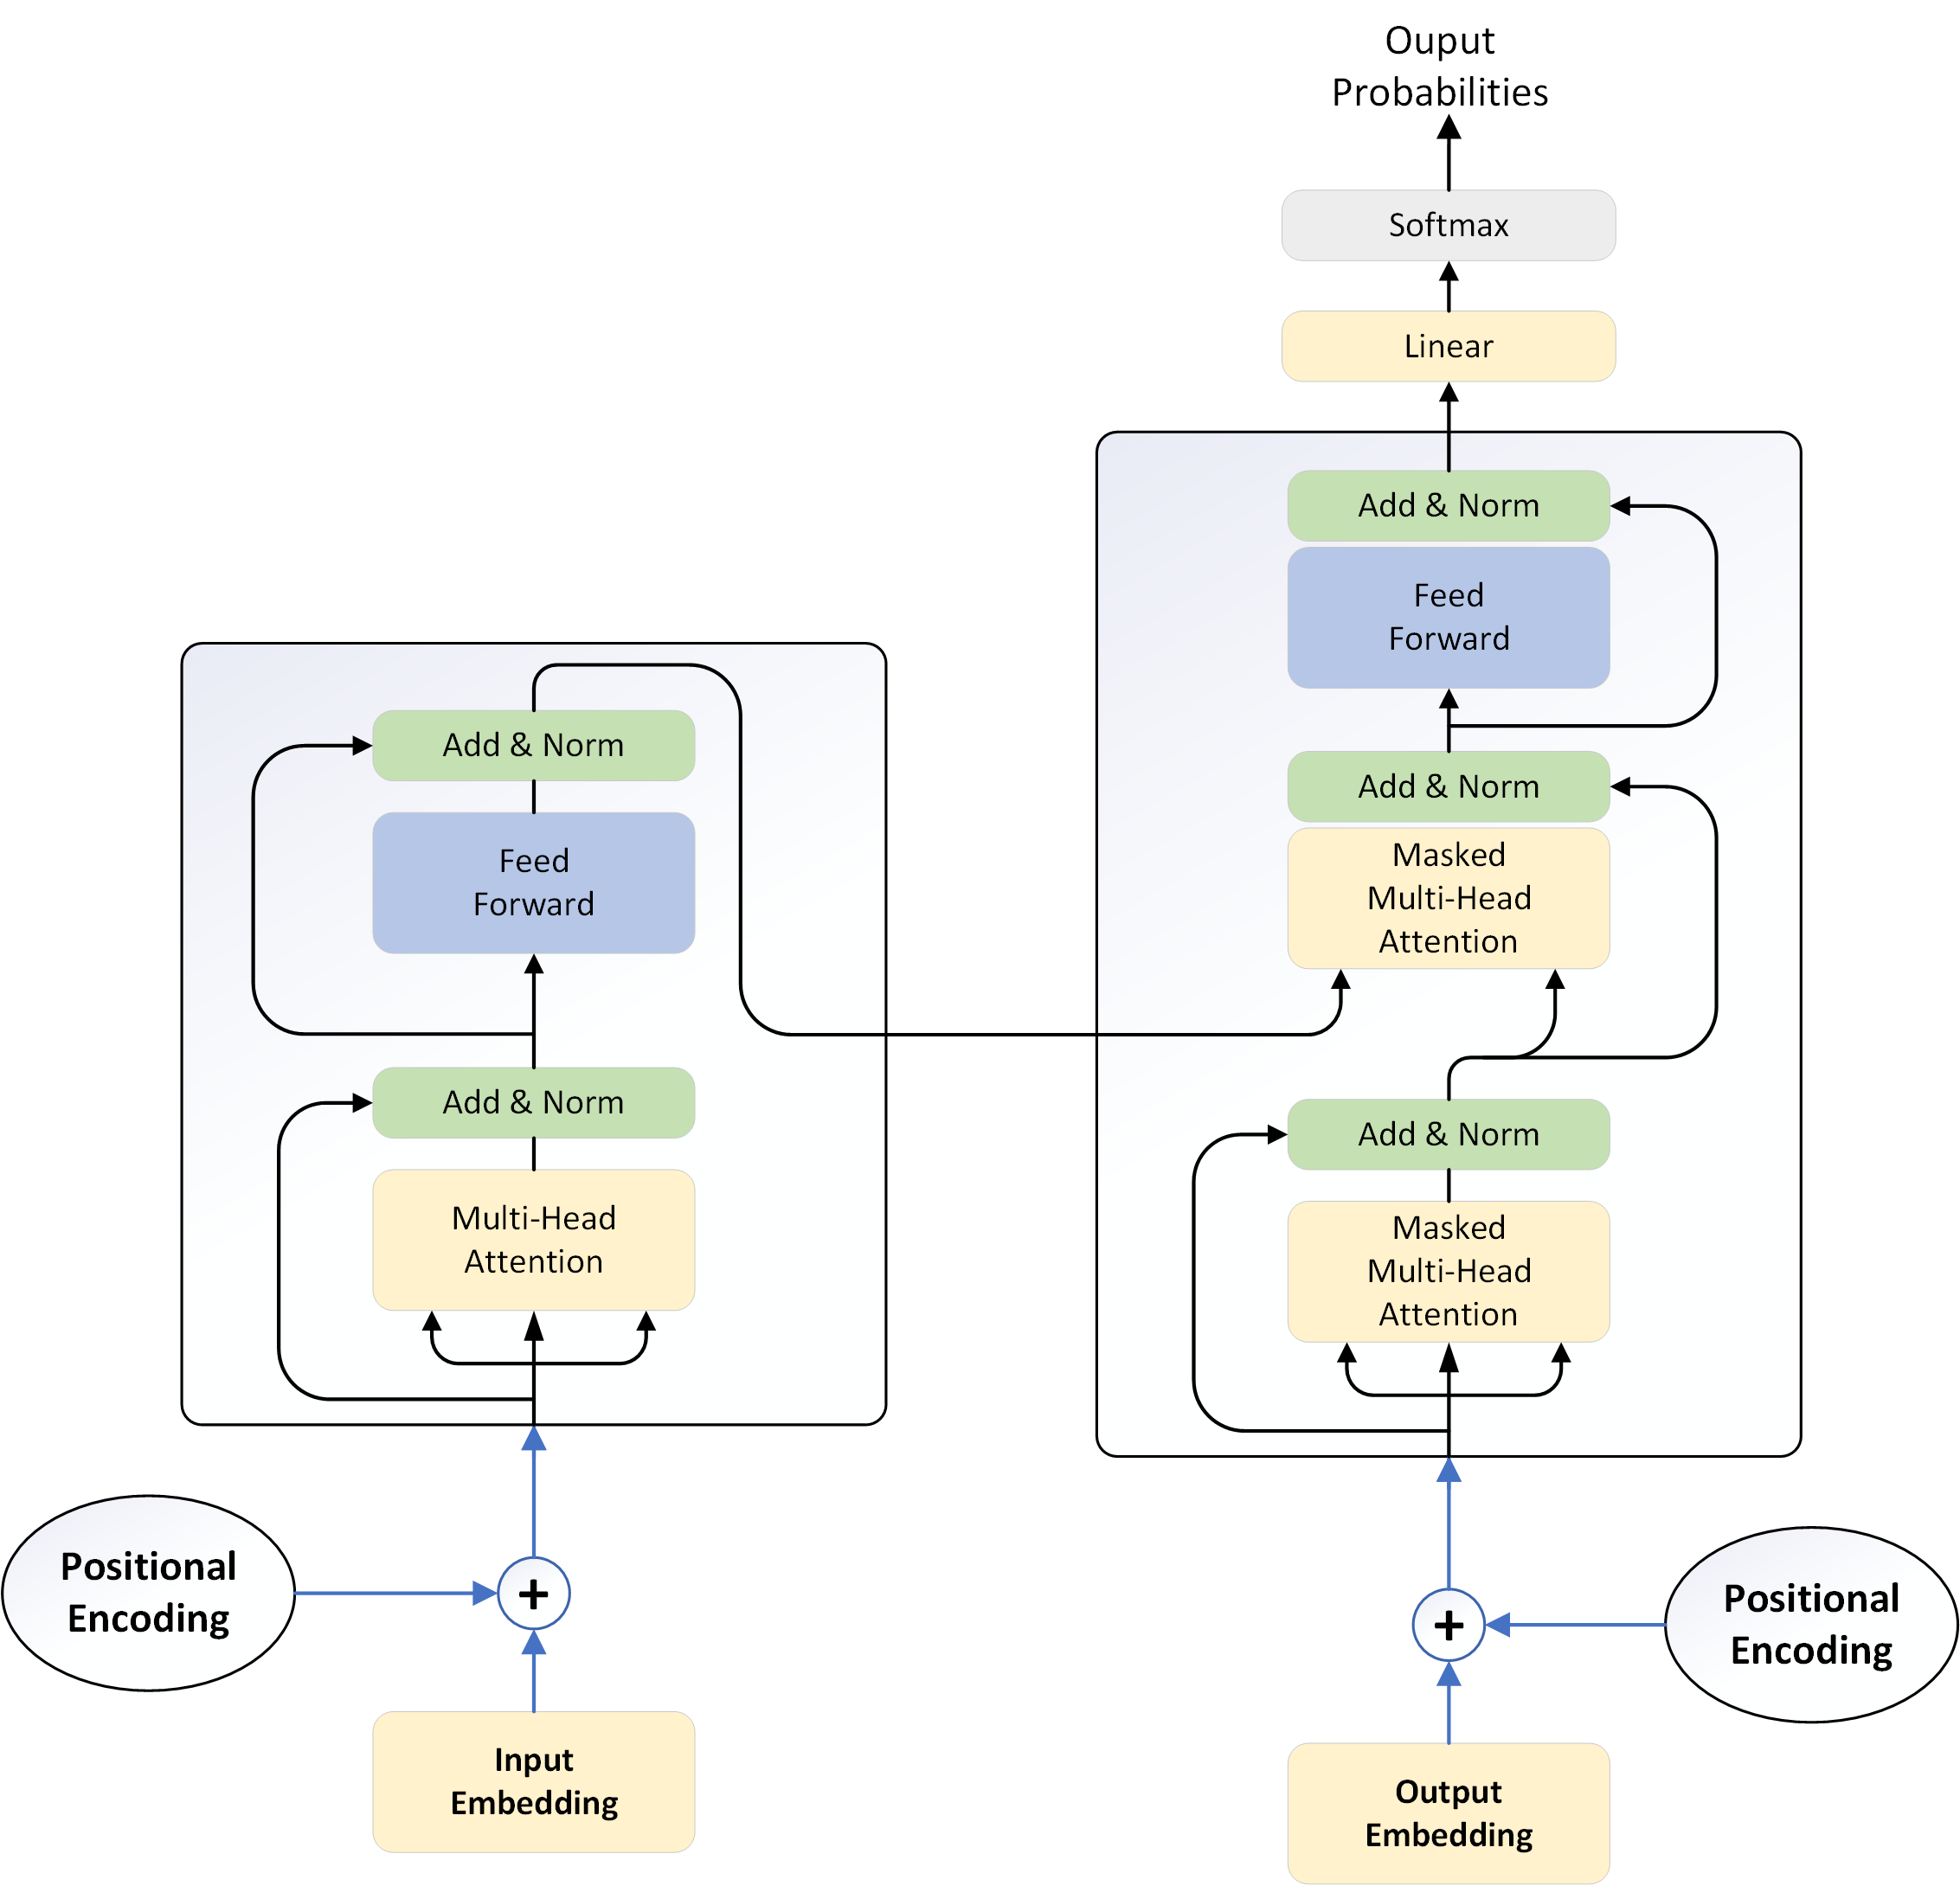 Ouput
Probabilities
Softmax
Linear
Add & Norm
Feed
Forward
Add & Norm
Masked
Multi-Head
Attention
Add & Norm
Masked
Multi-Head
Attention
Add & Norm
Feed
Forward
Add & Norm
Multi-Head
Attention
Positional
Encoding
+
Input
Embedding
+
Positional
Encoding
Output
Embedding